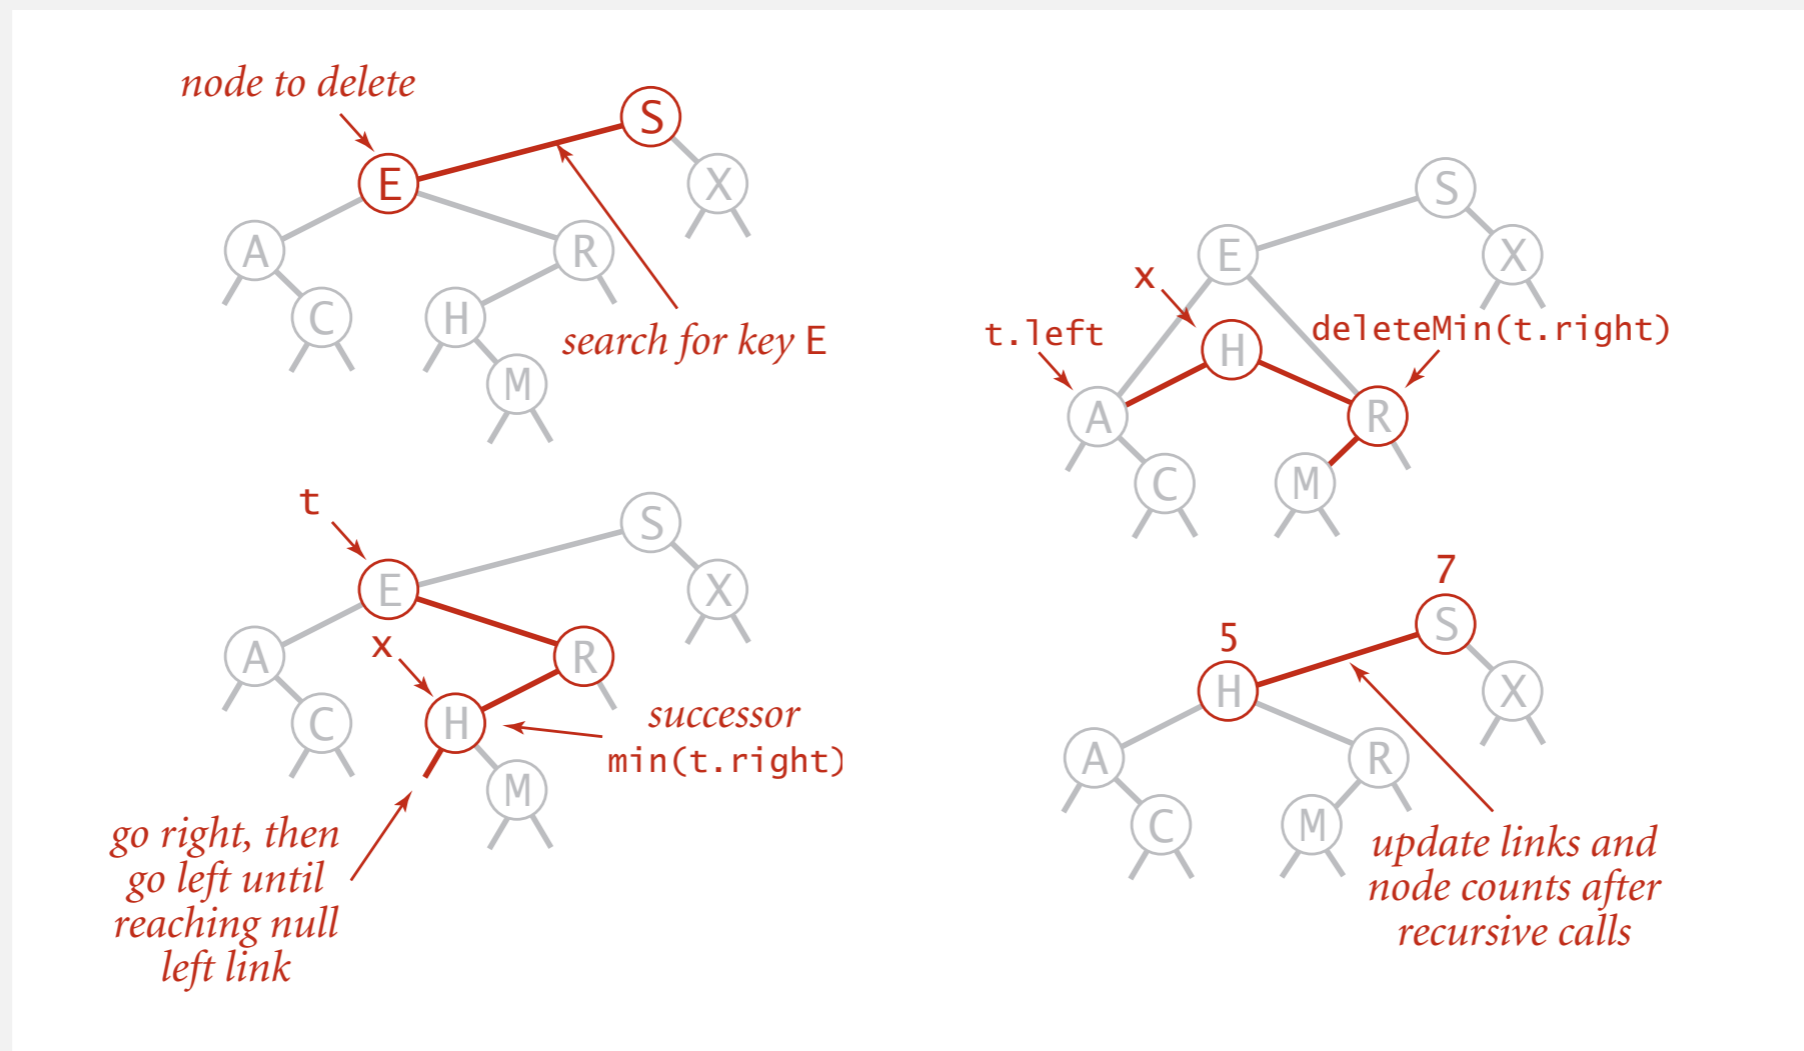 node to delete
S
E
X
A
R
C
H
search for key E
M
t
S
E
X
x
A
R
H
C
successor
min(t.right)
M
go right, then
go left until
reaching null
left link
S
E
X
x
t.left
deleteMin(t.right)
H
A
R
C
M
7
5
S
H
X
A
R
C
M
update links and
node counts after
recursive calls